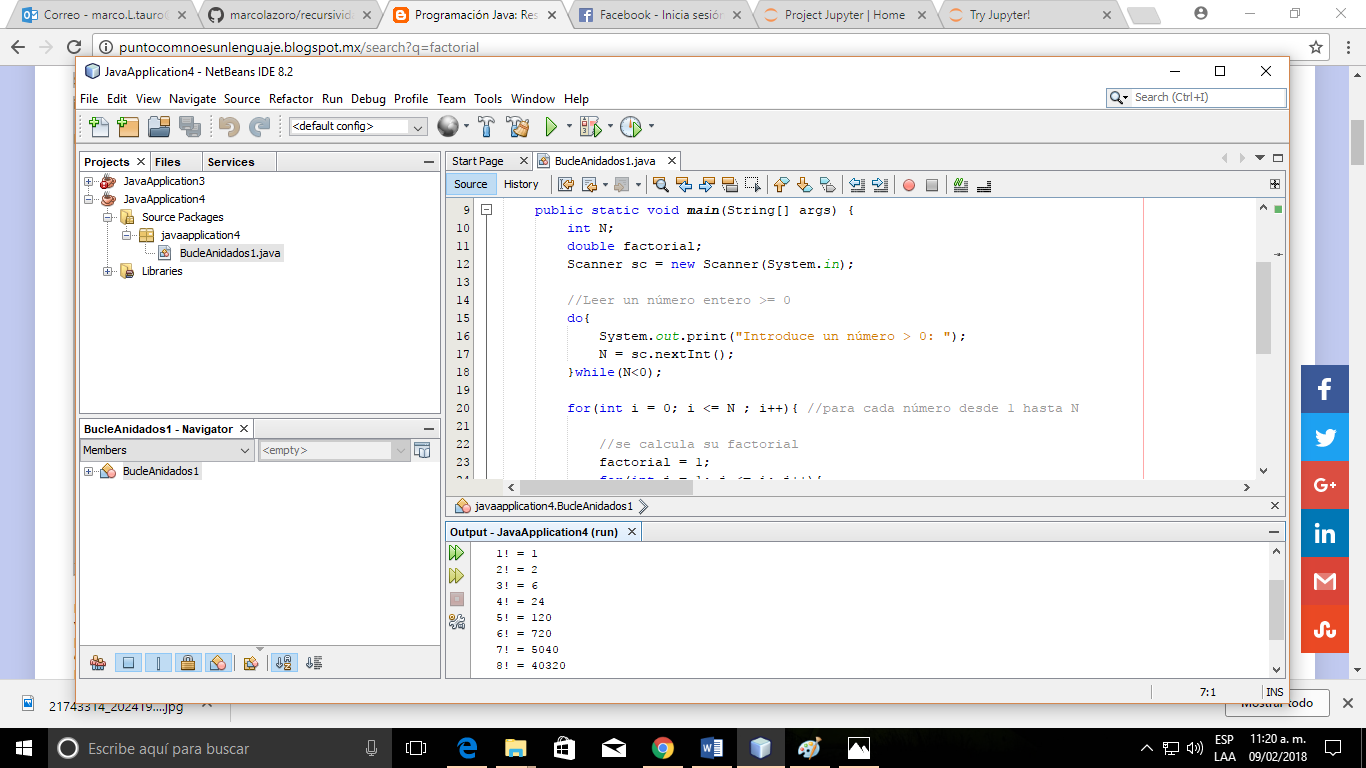 Correo - marco.L.tauro
marcolazoro/recursivid
Programación Java: Res
Facebook - Inicia sesión
Project Jupyter | Home
Try Jupyter!
puntocomnoesunlenguaje.blogspot.mx/search?q=factorial
JavaApplication4 - NetBeans IDE 8.2
File Edit View Navigate Source Refactor Run Debug Profile Team Tools Window Help
Search (Ctrl+I)
<default config>
Projects Files Services
JavaApplication3
JavaApplication4
Source Packages
javaapplication4
BucleAnidados1.java
Libraries
BucleAnidados1 - Navigator
Members <empty>
BucleAnidados1
Start Page BucleAnidados1.java
Source History
9 public static void main(String[] args) {
10 int N;
11 double factorial;
12 Scanner sc = new Scanner(System.in);
13
14 //Leer un número entero >= 0
15 do{
16 System.out.print("Introduce un número > 0: ");
17 N = sc.nextInt();
18 }while(N<0);
19
20 for(int i = 0; i <= N ; i++){ //para cada número desde 1 hasta N
21
22 //se calcula su factorial
23 factorial = 1;
javaapplication4.BucleAnidados1
Output - JavaApplication4 (run)
1! = 1
2! = 2
3! = 6
4! = 24
5! = 120
6! = 720
7! = 5040
8! = 40320
7:1 INS
21743314_202419....jpg
Mostrar todo
Escribe aquí para buscar
ESP
LAA
11:20 a. m.
09/02/2018